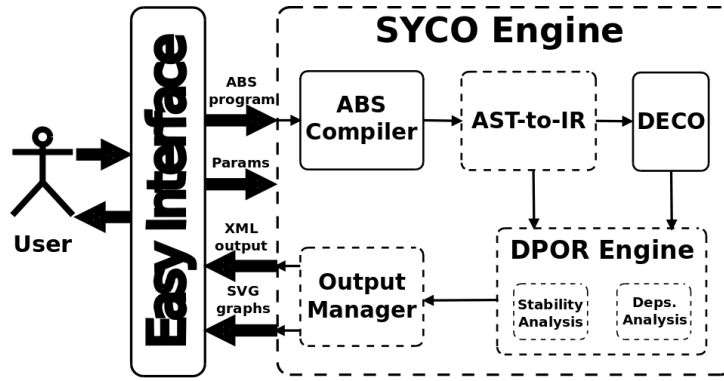 SYCO Engine
User
Easy Interface
ABS
program
Params
XML
output
SVG
graphs
ABS
Compiler
AST-to-IR
DECO
DPOR Engine
Stability
Analysis
Deps.
Analysis
Output
Manager